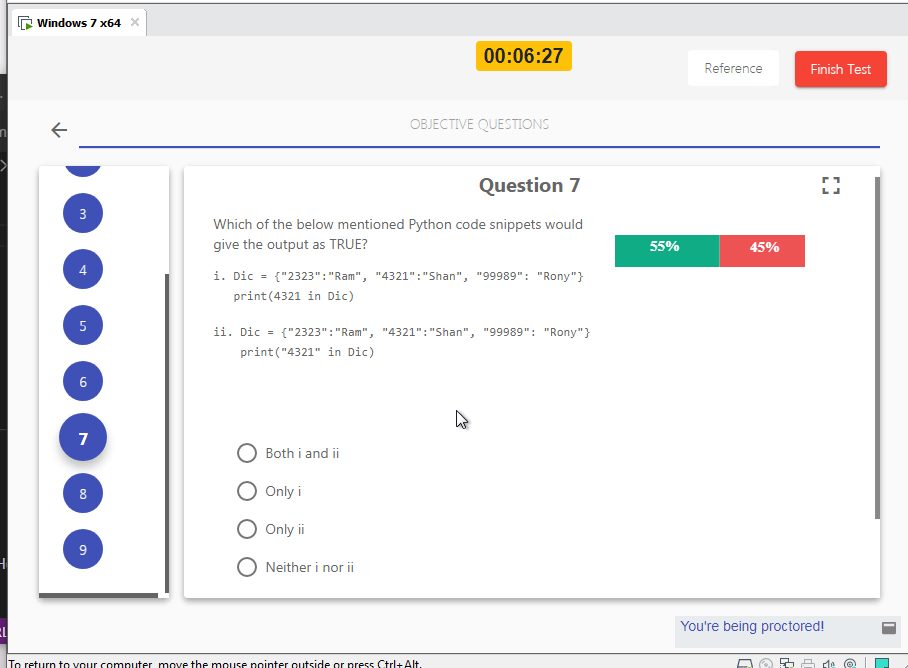 Windows 7 x64
00:06:27
Reference
Finish Test
OBJECTIVE QUESTIONS
3
4
5
6
7
8
9
Question 7
Which of the below mentioned Python code snippets would
give the output as TRUE?
55%
45%
i. Dic = {"2323":"Ram", "4321":"Shan", "99989": "Rony"}
print(4321 in Dic)
ii. Dic = {"2323":"Ram", "4321":"Shan", "99989": "Rony"}
print("4321" in Dic)
Both i and ii
Only i
Only ii
Neither i nor ii
You're being proctored!
To return to your computer, move the mouse pointer outside or press Ctrl+Alt.